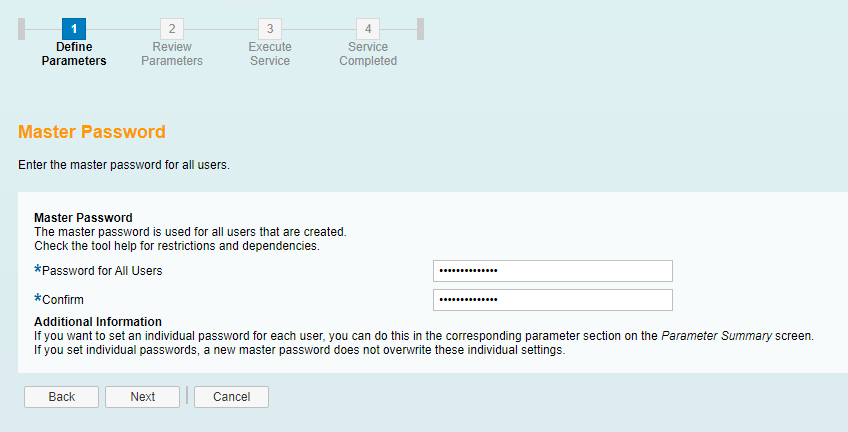 1 2 3 4
Define Review Execute Service
Parameters Parameters Service Completed
Master Password
Enter the master password for all users.
Master Password
The master password is used for all users that are created.
Check the tool help for restrictions and dependencies.
*Password for All Users ••••••••••••••
*Confirm ••••••••••••••
Additional Information
If you want to set an individual password for each user, you can do this in the corresponding parameter section on the Parameter Summary screen.
If you set individual passwords, a new master password does not overwrite these individual settings.
Back Next Cancel